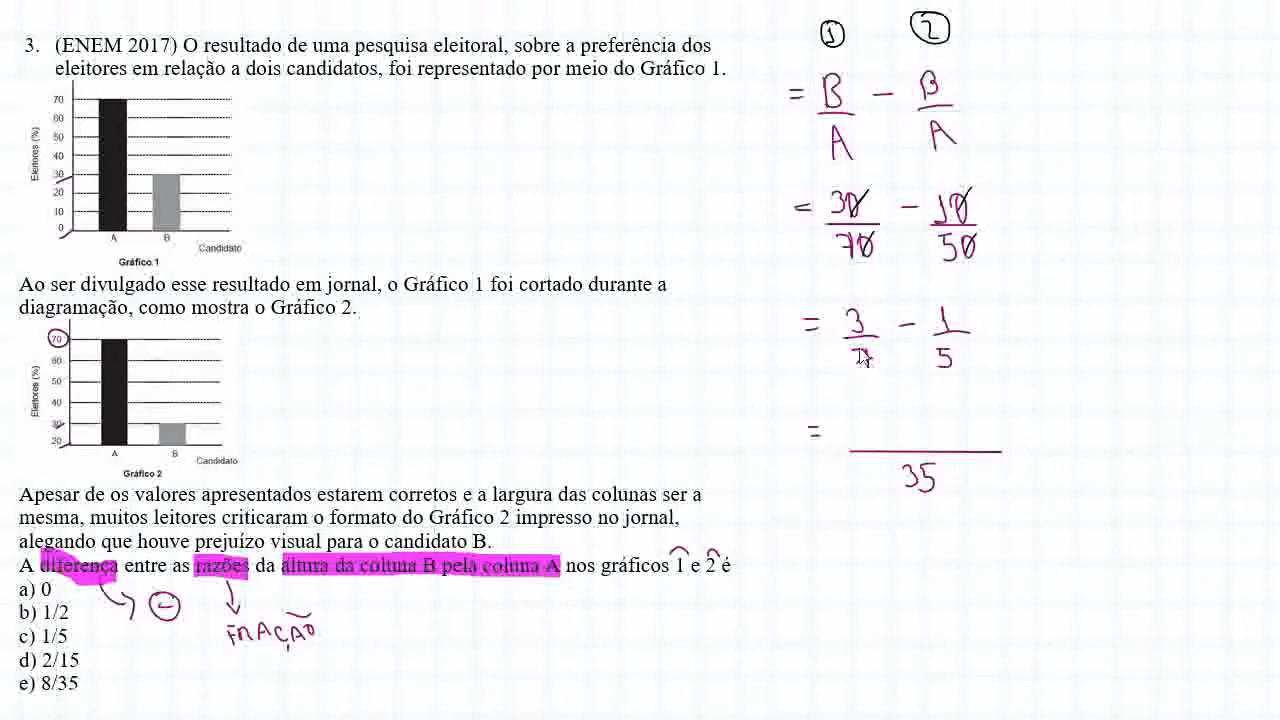 3. (ENEM 2017) O resultado de uma pesquisa eleitoral, sobre a preferência dos
eleitores em relação a dois candidatos, foi representado por meio do Gráfico 1.
70
60
50
40
30
20
10
0
Eleitores (%)
A B
Candidato
Gráfico 1
Ao ser divulgado esse resultado em jornal, o Gráfico 1 foi cortado durante a
diagramação, como mostra o Gráfico 2.
70
60
50
40
30
20
Eleitores (%)
A B
Candidato
Gráfico 2
Apesar de os valores apresentados estarem corretos e a largura das colunas ser a
mesma, muitos leitores criticaram o formato do Gráfico 2 impresso no jornal,
alegando que houve prejuízo visual para o candidato B.
A diferença entre as razões da altura da coluna B pela coluna A nos gráficos 1 e 2 é
a) 0
b) 1/2
c) 1/5
d) 2/15
e) 8/35
−
FRAÇÃO
1 2
= B/A − B/A
= 30/70 − 10/50
= 3/7 − 1/5
= 
35